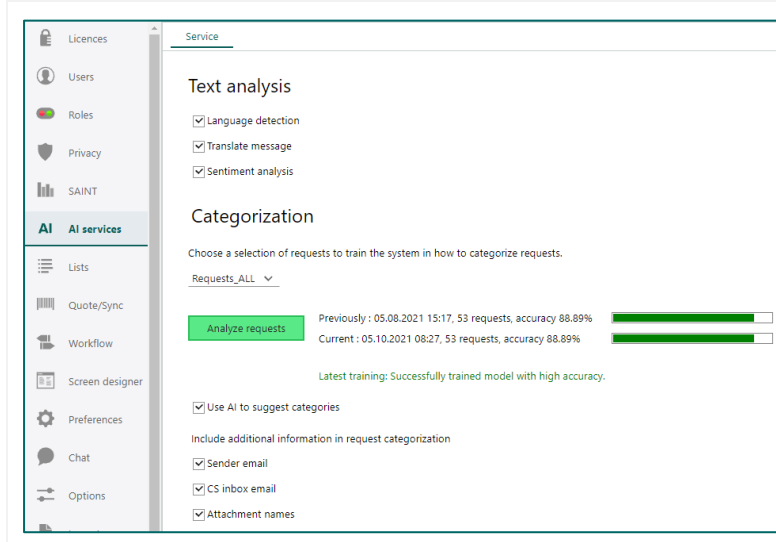 Licences
Users
Roles
Privacy
SAINT
AI AI services
Lists
Quote/Sync
Workflow
Screen designer
Preferences
Chat
Options
Service
Text analysis
Language detection
Translate message
Sentiment analysis
Categorization
Choose a selection of requests to train the system in how to categorize requests.
Requests_ALL
Analyze requests
Previously : 05.08.2021 15:17, 53 requests, accuracy 88.89%
Current : 05.10.2021 08:27, 53 requests, accuracy 88.89%
Latest training: Successfully trained model with high accuracy.
Use AI to suggest categories
Include additional information in request categorization
Sender email
CS inbox email
Attachment names